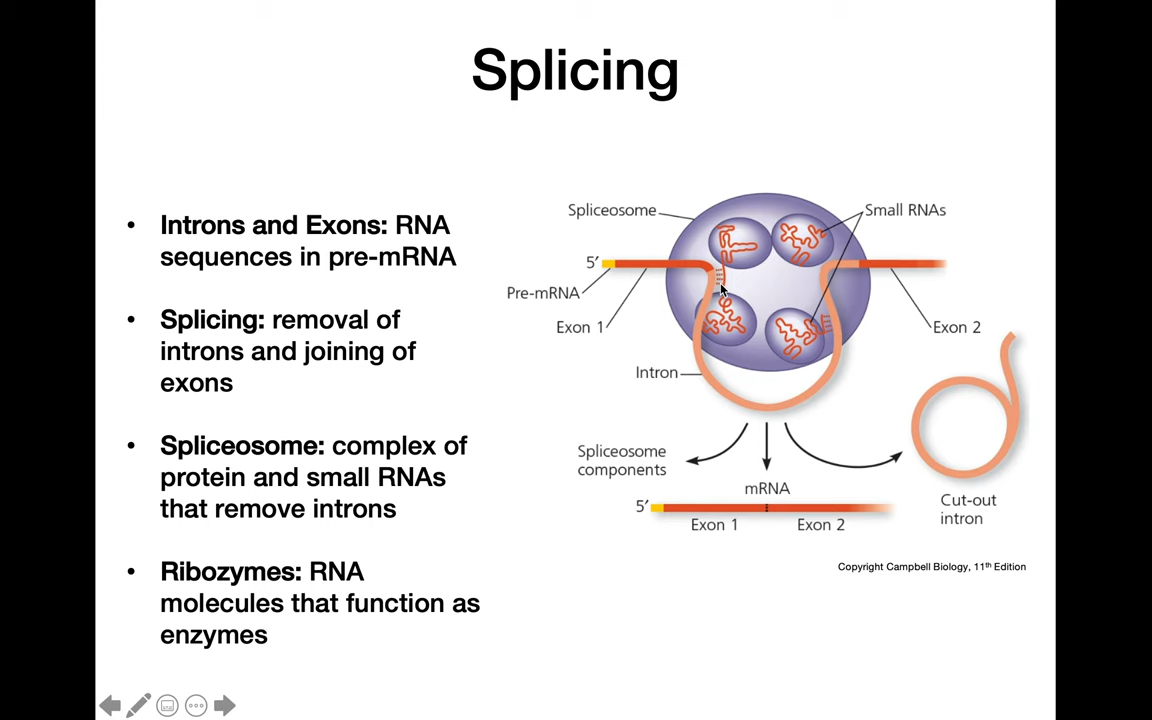 Splicing
• Introns and Exons: RNA
sequences in pre-mRNA
• Splicing: removal of
introns and joining of
exons
• Spliceosome: complex of
protein and small RNAs
that remove introns
• Ribozymes: RNA
molecules that function as
enzymes
Spliceosome
Small RNAs
5′
Pre-mRNA
Exon 1
Exon 2
Intron
Spliceosome
components
mRNA
5′
Exon 1
Exon 2
Cut-out
intron
Copyright Campbell Biology, 11th Edition